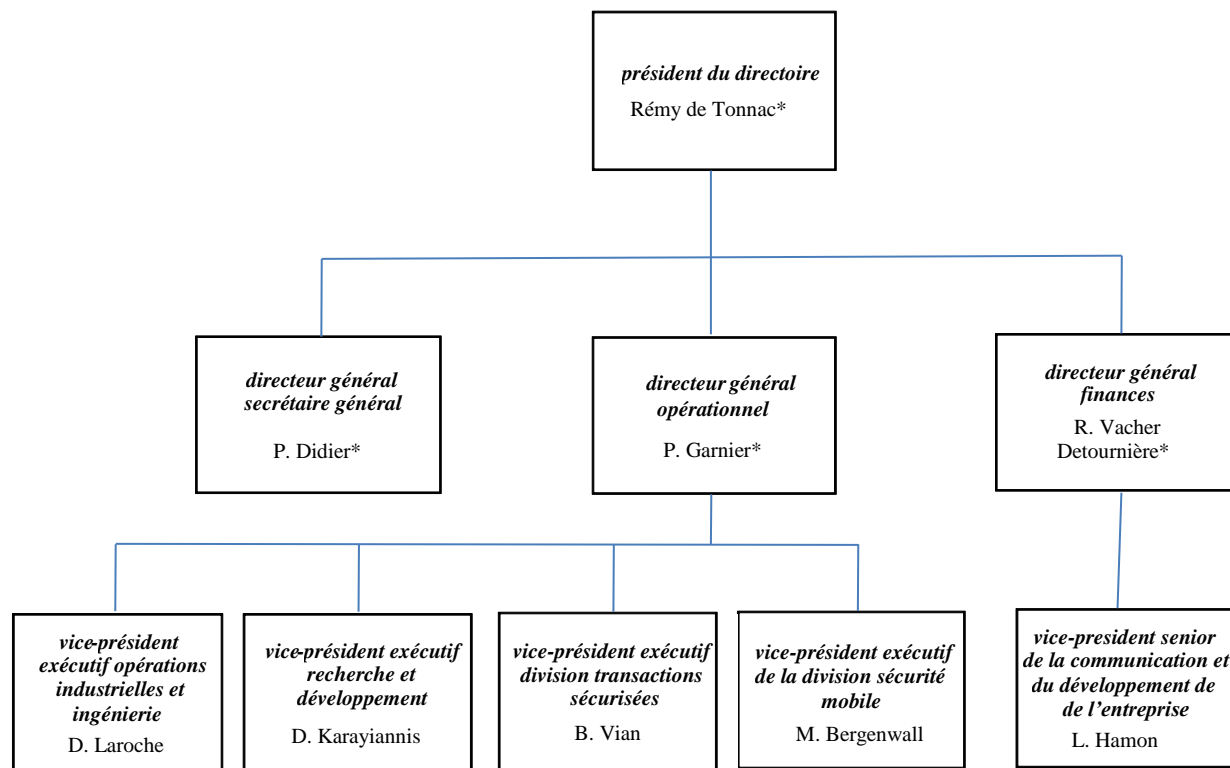 président du directoire
Rémy de Tonnac*
directeur général
secrétaire général
P. Didier*
directeur général
opérationnel
P. Garnier*
directeur général
finances
R. Vacher
Detournière*
vice-président
exécutif opérations
industrielles et
ingénierie
D. Laroche
vice-président exécutif
recherche et
développement
D. Karayiannis
vice-président exécutif
division transactions
sécurisées
B. Vian
vice-président exécutif
de la division sécurité
mobile
M. Bergenwall
vice-president senior
de la communication et
du développement de
de l’entreprise
L. Hamon